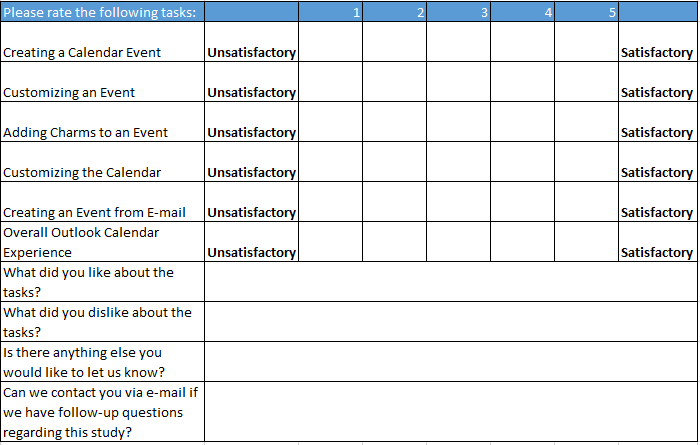 Please rate the following tasks: 1 2 3 4 5
Creating a Calendar Event Unsatisfactory Satisfactory
Customizing an Event Unsatisfactory Satisfactory
Adding Charms to an Event Unsatisfactory Satisfactory
Customizing the Calendar Unsatisfactory Satisfactory
Creating an Event from E-mail Unsatisfactory Satisfactory
Overall Outlook Calendar
Experience Unsatisfactory Satisfactory
What did you like about the
tasks?
What did you dislike about the
tasks?
Is there anything else you
would like to let us know?
Can we contact you via e-mail if
we have follow-up questions
regarding this study?